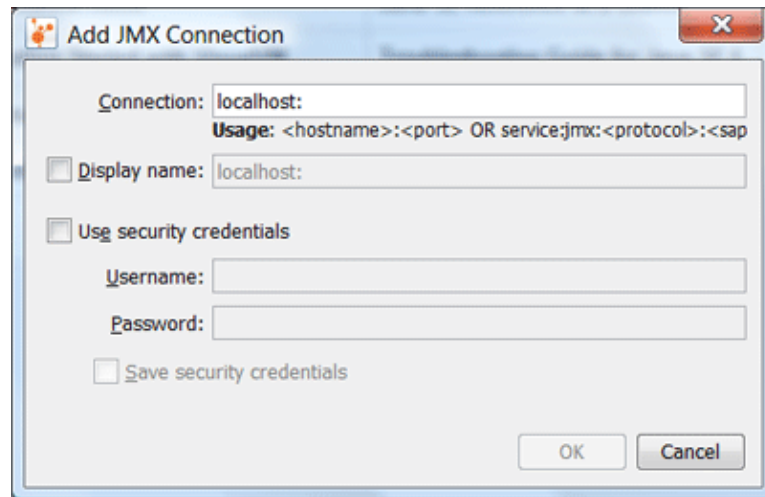 Add JMX Connection
Connection: localhost:
Usage: <hostname>:<port> OR service:jmx:<protocol>:<sap
Display name: localhost:
Use security credentials
Username:
Password:
Save security credentials
OK Cancel